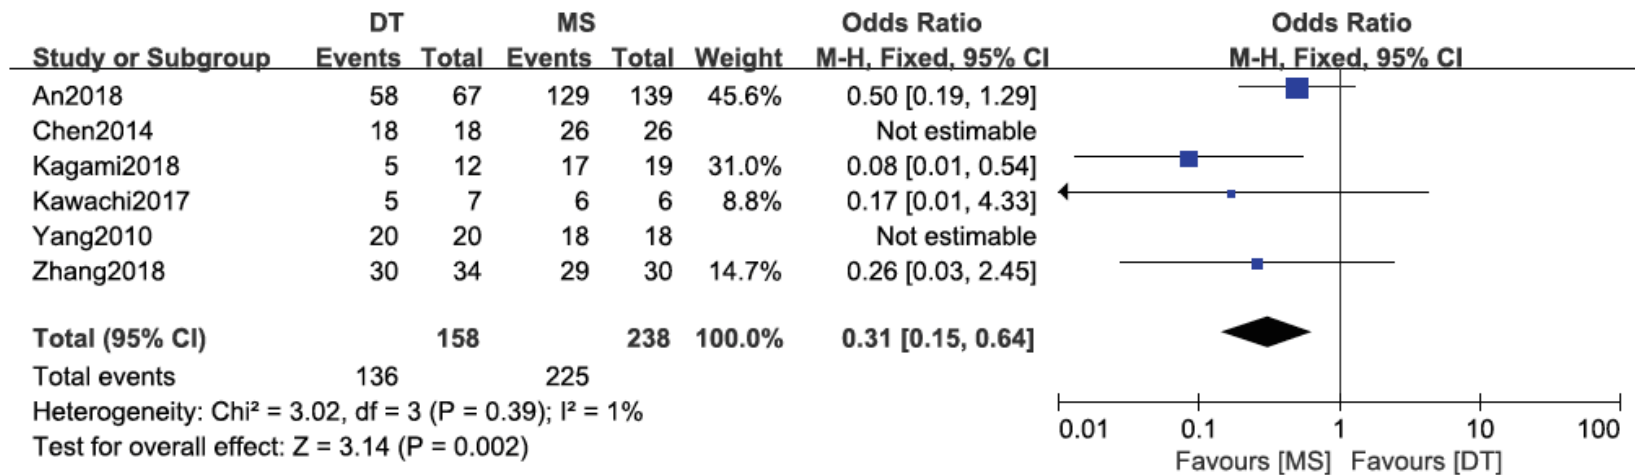 DT MS Odds Ratio Odds Ratio
Study or Subgroup Events Total Events Total Weight M-H, Fixed, 95% CI M-H, Fixed, 95% CI
An2018 58 67 129 139 45.6% 0.50 [0.19, 1.29]
Chen2014 18 18 26 26 Not estimable
Kagami2018 5 12 17 19 31.0% 0.08 [0.01, 0.54]
Kawachi2017 5 7 6 6 8.8% 0.17 [0.01, 4.33]
Yang2010 20 20 18 18 Not estimable
Zhang2018 30 34 29 30 14.7% 0.26 [0.03, 2.45]
Total (95% CI) 158 238 100.0% 0.31 [0.15, 0.64]
Total events 136 225
Heterogeneity: Chi² = 3.02, df = 3 (P = 0.39); I² = 1%
Test for overall effect: Z = 3.14 (P = 0.002)
0.01 0.1 1 10 100
Favours [MS] Favours [DT]